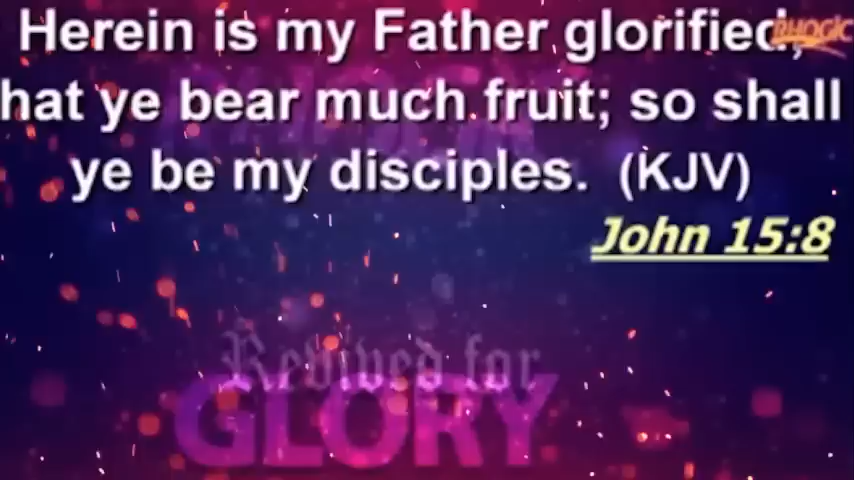 Herein is my Father glorified,
hat ye bear much fruit; so shall
ye be my disciples. (KJV)
John 15:8
Revived for
GLORY